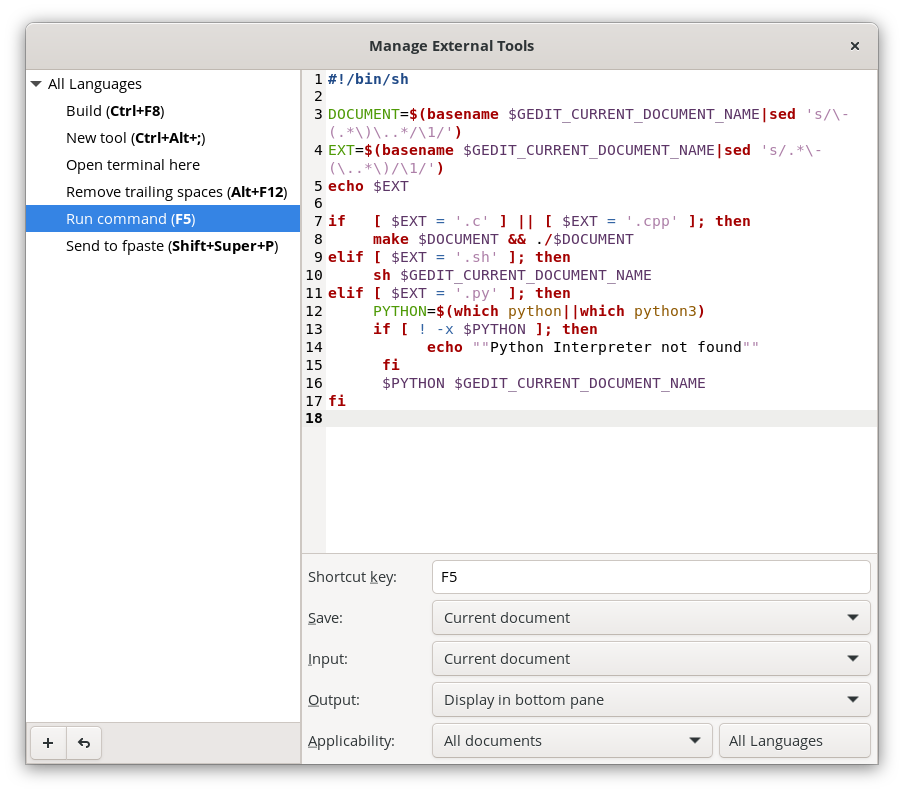 Manage External Tools
All Languages
Build (Ctrl+F8)
New tool (Ctrl+Alt+;)
Open terminal here
Remove trailing spaces (Alt+F12)
Run command (F5)
Send to fpaste (Shift+Super+P)
1 #!/bin/sh
2
3 DOCUMENT=$(basename $GEDIT_CURRENT_DOCUMENT_NAME|sed 's/\-
(.*\)\..*/\1/')
4 EXT=$(basename $GEDIT_CURRENT_DOCUMENT_NAME|sed 's/.*\-
(\..*\)/\1/')
5 echo $EXT
6
7 if   [ $EXT = '.c' ] || [ $EXT = '.cpp' ]; then
8      make $DOCUMENT && ./$DOCUMENT
9 elif [ $EXT = '.sh' ]; then
10      sh $GEDIT_CURRENT_DOCUMENT_NAME
11 elif [ $EXT = '.py' ]; then
12      PYTHON=$(which python||which python3)
13      if [ ! -x $PYTHON ]; then
14            echo ""Python Interpreter not found""
15       fi
16       $PYTHON $GEDIT_CURRENT_DOCUMENT_NAME
17 fi
18
Shortcut key: F5
Save: Current document
Input: Current document
Output: Display in bottom pane
Applicability: All documents All Languages